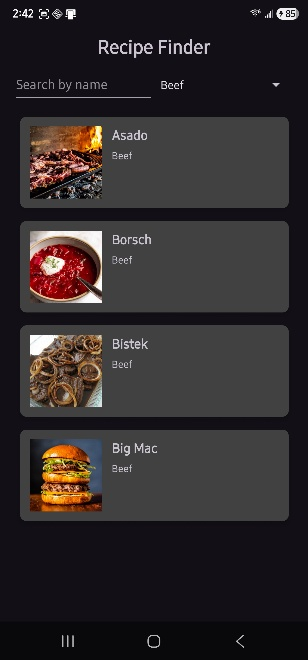 2:42
85
Recipe Finder
Search by name
Beef
Asado
Beef
Borsch
Beef
Bistek
Beef
Big Mac
Beef